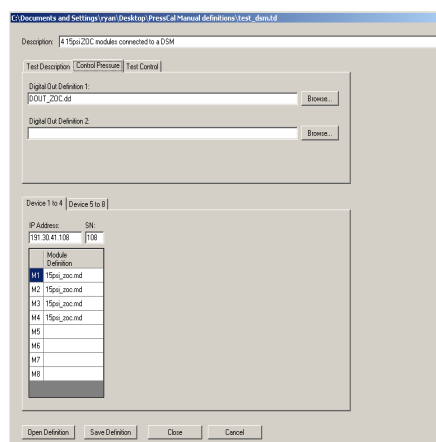 C:\Documents and Settings\ryan\Desktop\PressCal Manual definitions\test_dsm.td
Description: 4 15psi ZOC modules connected to a DSM
Test Description Control Pressure Test Control
Digital Out Definition 1:
DOUT_ZOC.dd Browse...
Digital Out Definition 2:
Browse...
Device 1 to 4 Device 5 to 8
IP Address: SN:
191.30.41.108 108
Module Definition
M1 15psi_zoc.md
M2 15psi_zoc.md
M3 15psi_zoc.md
M4 15psi_zoc.md
M5
M6
M7
M8
Open Definition Save Definition Close Cancel